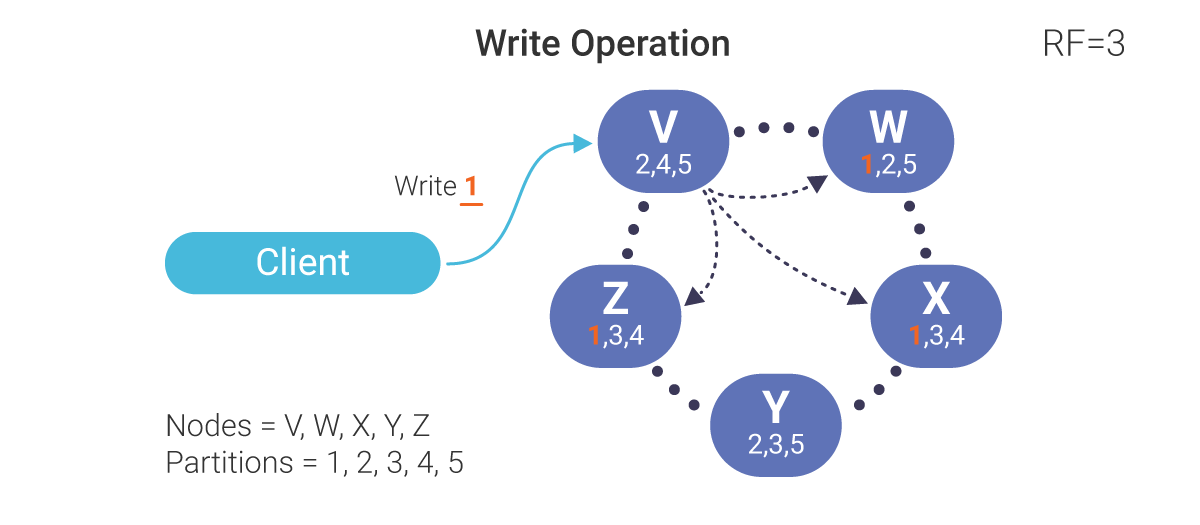 Write Operation
RF=3
V
2,4,5
W
1,2,5
Write 1
Client
Z
1,3,4
X
1,3,4
Y
2,3,5
Nodes = V, W, X, Y, Z
Partitions = 1, 2, 3, 4, 5